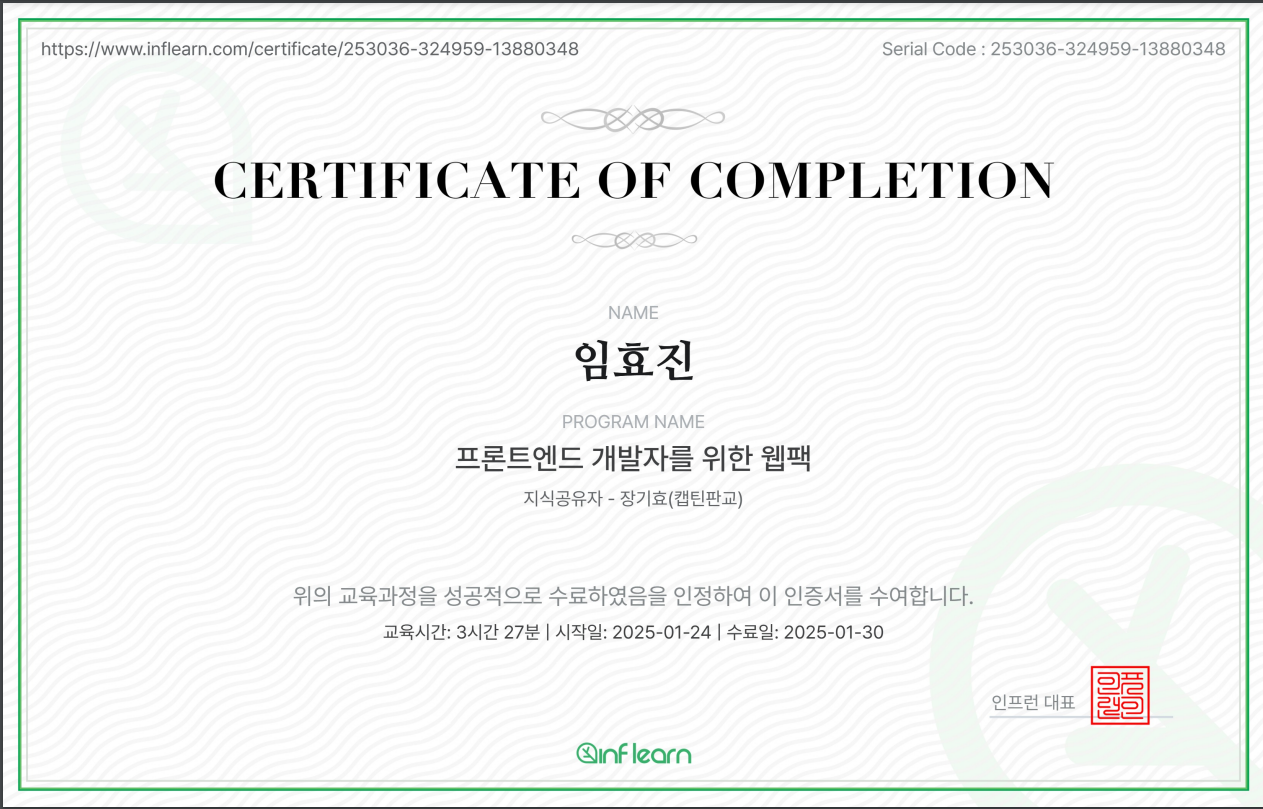 https://www.inflearn.com/certificate/253036-324959-13880348
Serial Code : 253036-324959-13880348
CERTIFICATE OF COMPLETION
NAME
임효진
PROGRAM NAME
프론트엔드 개발자를 위한 웹팩
지식공유자 - 장기효(캡틴판교)
위의 교육과정을 성공적으로 수료하였음을 인정하여 이 인증서를 수여합니다.
교육시간: 3시간 27분 | 시작일: 2025-01-24 | 수료일: 2025-01-30
인프런 대표
인프런인
inflearn